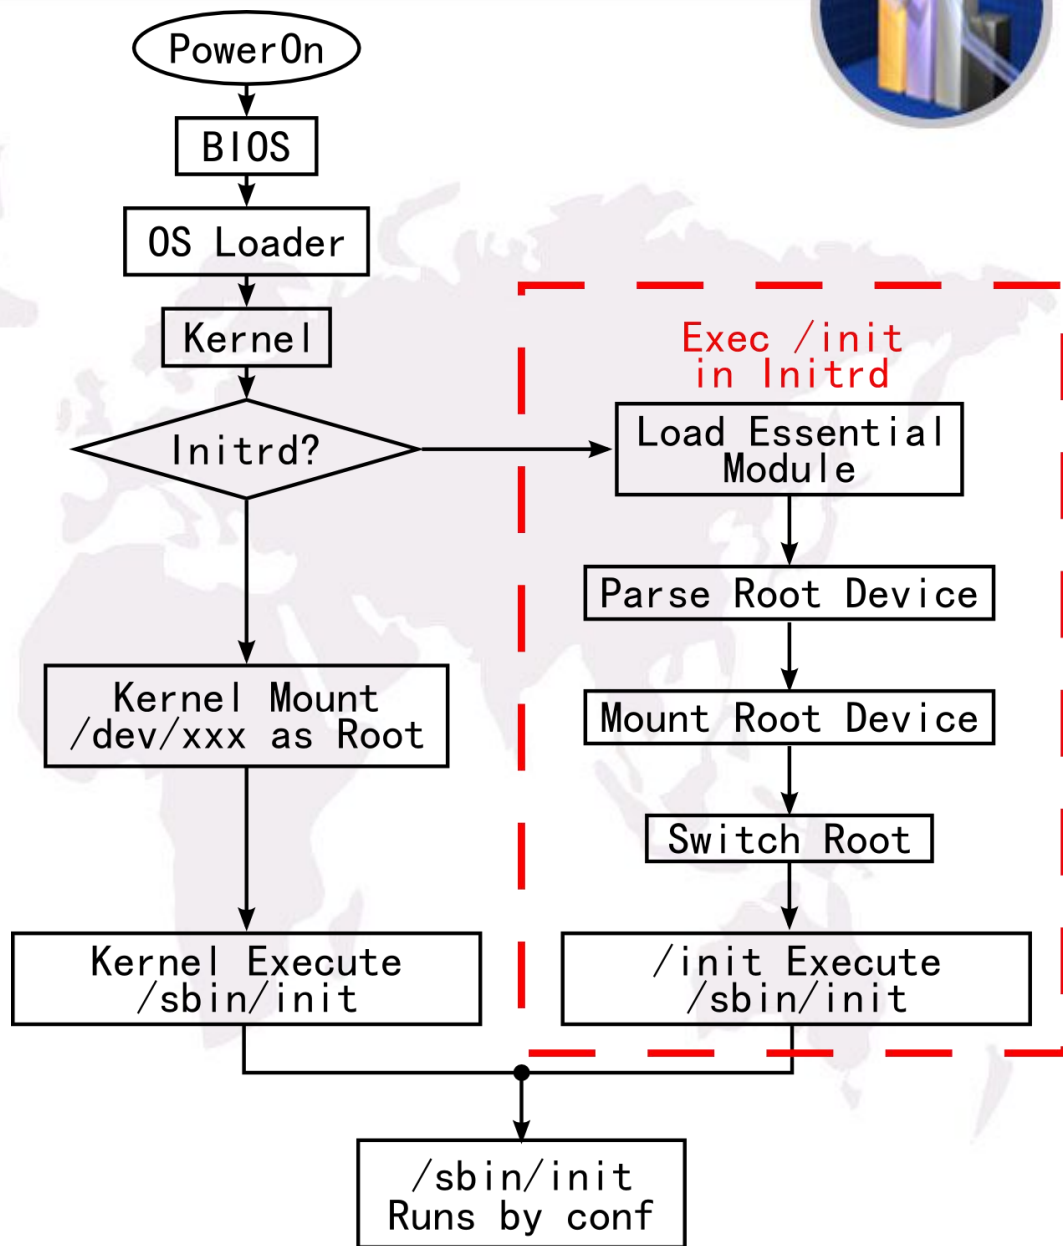 PowerOn
BIOS
OS Loader
Kernel
Initrd?
Exec /init
in Initrd
Load Essential
Module
Parse Root Device
Kernel Mount
/dev/xxx as Root
Mount Root Device
Switch Root
Kernel Execute
/sbin/init
/init Execute
/sbin/init
/sbin/init
Runs by conf